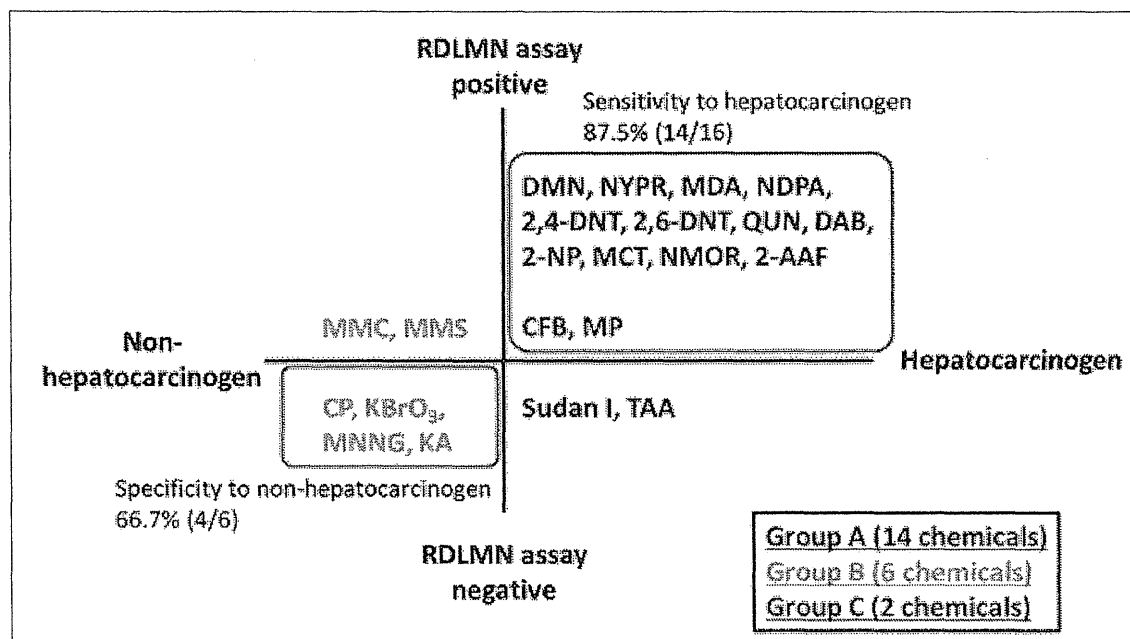 RDLMN assay
positive
Sensitivity to hepatocarcinogen
87.5% (14/16)
DMN, NYPR, MDA, NDPA,
2,4-DNT, 2,6-DNT, QUN, DAB,
2-NP, MCT, NMOR, 2-AAF
MMC, MMS
CFB, MP
Non-
hepatocarcinogen
Hepatocarcinogen
CP, KBrO₃,
MNNG, KA
Sudan I, TAA
Specificity to non-hepatocarcinogen
66.7% (4/6)
RDLMN assay
negative
Group A (14 chemicals)
Group B (6 chemicals)
Group C (2 chemicals)